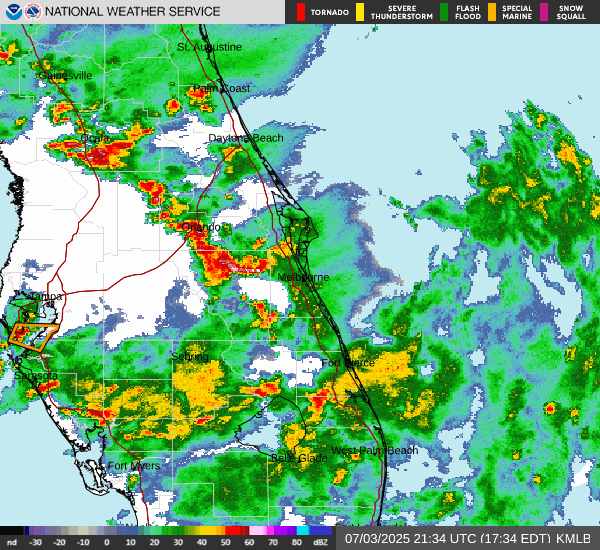 NATIONAL WEATHER SERVICE
TORNADO
SEVERE THUNDERSTORM
FLASH FLOOD
SPECIAL MARINE
SNOW SQUALL
St. Augustine
Gainesville
Palm Coast
Ocala
Daytona Beach
Orlando
Melbourne
Tampa
Sebring
Fort Pierce
Sarasota
West Palm Beach
Belle Glade
Fort Myers
nd -30 -20 -10 0 10 20 30 40 50 60 70 80 dBZ
07/03/2025 21:34 UTC (17:34 EDT) KMLB